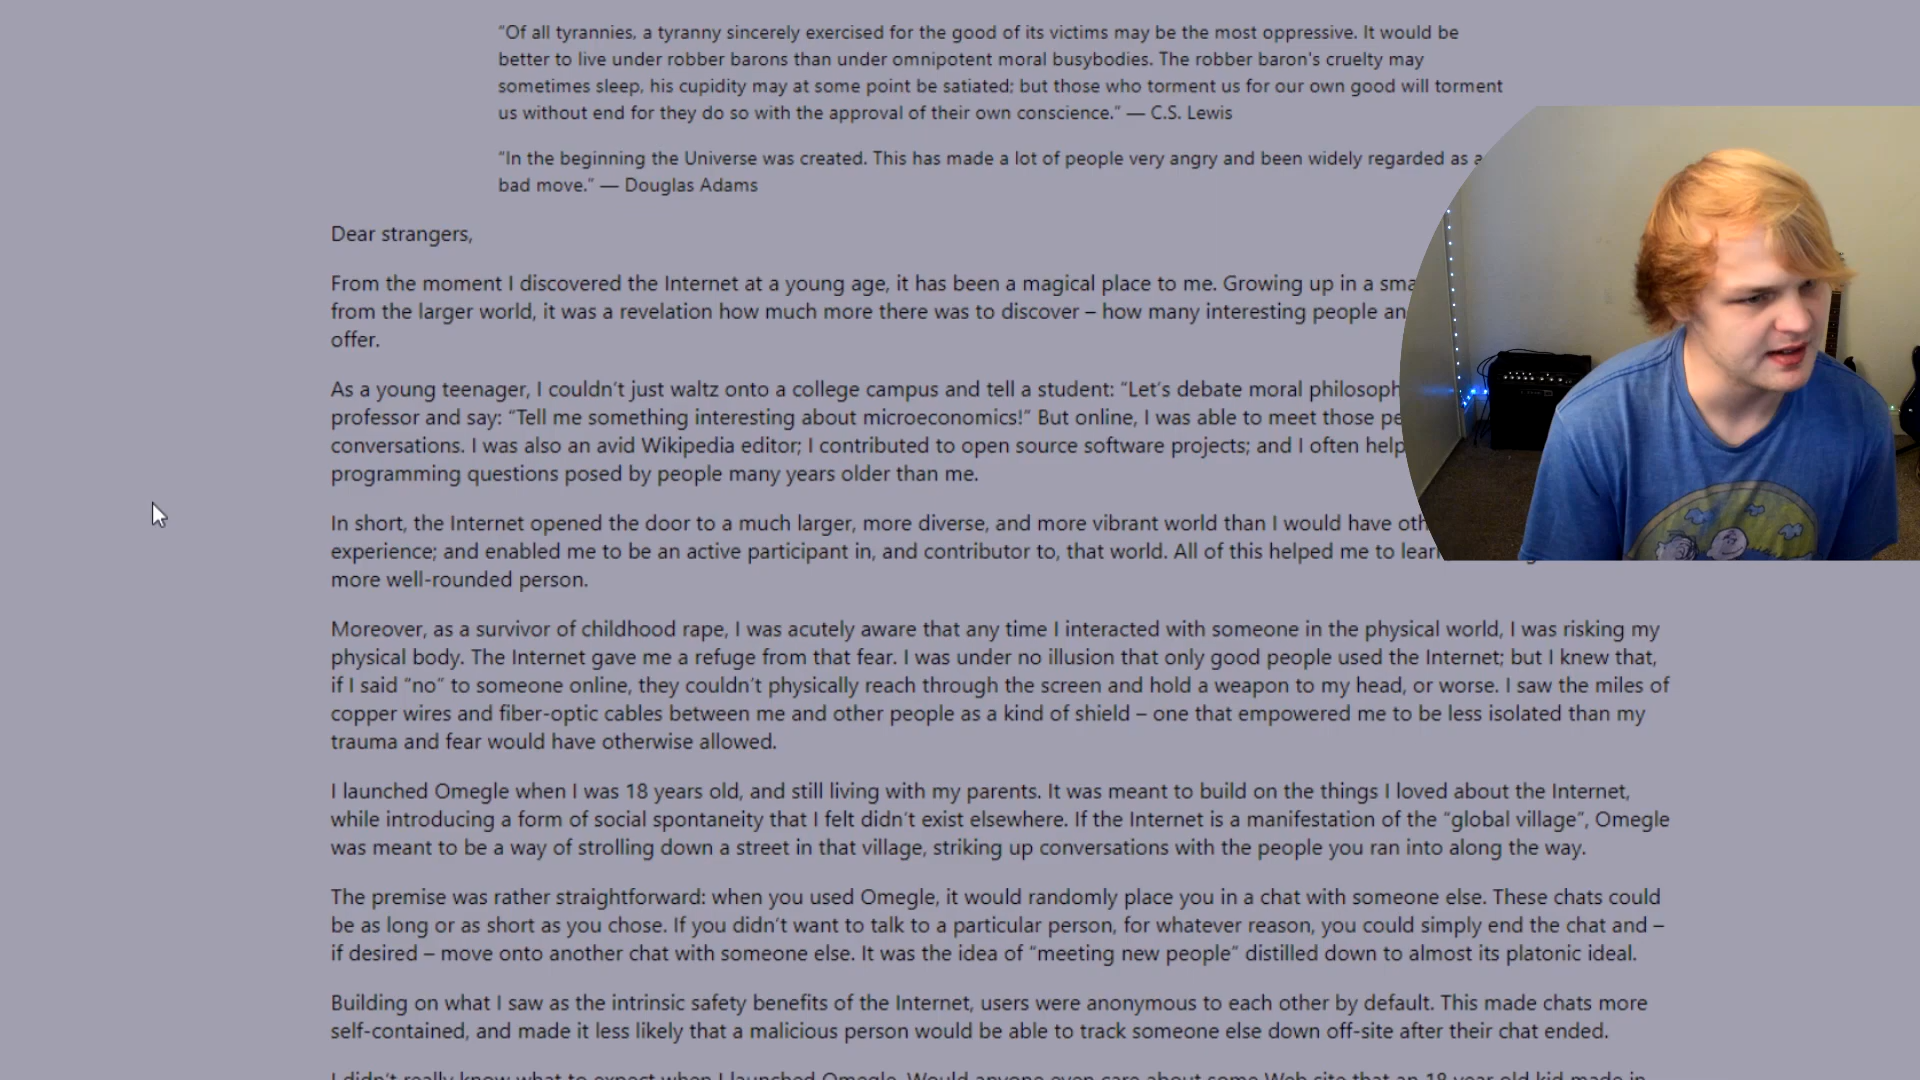 “Of all tyrannies, a tyranny sincerely exercised for the good of its victims may be the most oppressive. It would be
better to live under robber barons than under omnipotent moral busybodies. The robber baron's cruelty may
sometimes sleep, his cupidity may at some point be satiated; but those who torment us for our own good will torment
us without end for they do so with the approval of their own conscience.” — C.S. Lewis
“In the beginning the Universe was created. This has made a lot of people very angry and been widely regarded as a
bad move.” — Douglas Adams
Dear strangers,
From the moment I discovered the Internet at a young age, it has been a magical place to me. Growing up in a
from the larger world, it was a revelation how much more there was to discover – how many interesting people
offer.
As a young teenager, I couldn’t just waltz onto a college campus and tell a student: “Let’s debate moral
professor and say: “Tell me something interesting about microeconomics!” But online, I was able to meet those
conversations. I was also an avid Wikipedia editor; I contributed to open source software projects; and I often
programming questions posed by people many years older than me.
In short, the Internet opened the door to a much larger, more diverse, and more vibrant world than I would have
experience; and enabled me to be an active participant in, and contributor to, that world. All of this helped me to
more well-rounded person.
Moreover, as a survivor of childhood rape, I was acutely aware that any time I interacted with someone in the physical world, I was risking my
physical body. The Internet gave me a refuge from that fear. I was under no illusion that only good people used the Internet; but I knew that,
if I said “no” to someone online, they couldn’t physically reach through the screen and hold a weapon to my head, or worse. I saw the miles of
copper wires and fiber-optic cables between me and other people as a kind of shield – one that empowered me to be less isolated than my
trauma and fear would have otherwise allowed.
I launched Omegle when I was 18 years old, and still living with my parents. It was meant to build on the things I loved about the Internet,
while introducing a form of social spontaneity that I felt didn’t exist elsewhere. If the Internet is a manifestation of the “global village”, Omegle
was meant to be a way of strolling down a street in that village, striking up conversations with the people you ran into along the way.
The premise was rather straightforward: when you used Omegle, it would randomly place you in a chat with someone else. These chats could
be as long or as short as you chose. If you didn’t want to talk to a particular person, for whatever reason, you could simply end the chat and –
if desired – move onto another chat with someone else. It was the idea of “meeting new people” distilled down to almost its platonic ideal.
Building on what I saw as the intrinsic safety benefits of the Internet, users were anonymous to each other by default. This made chats more
self-contained, and made it less likely that a malicious person would be able to track someone else down off-site after their chat ended.
I didn’t really know what to expect when I launched Omegle. Would anyone even care about some Web site that an 18 year old kid made in